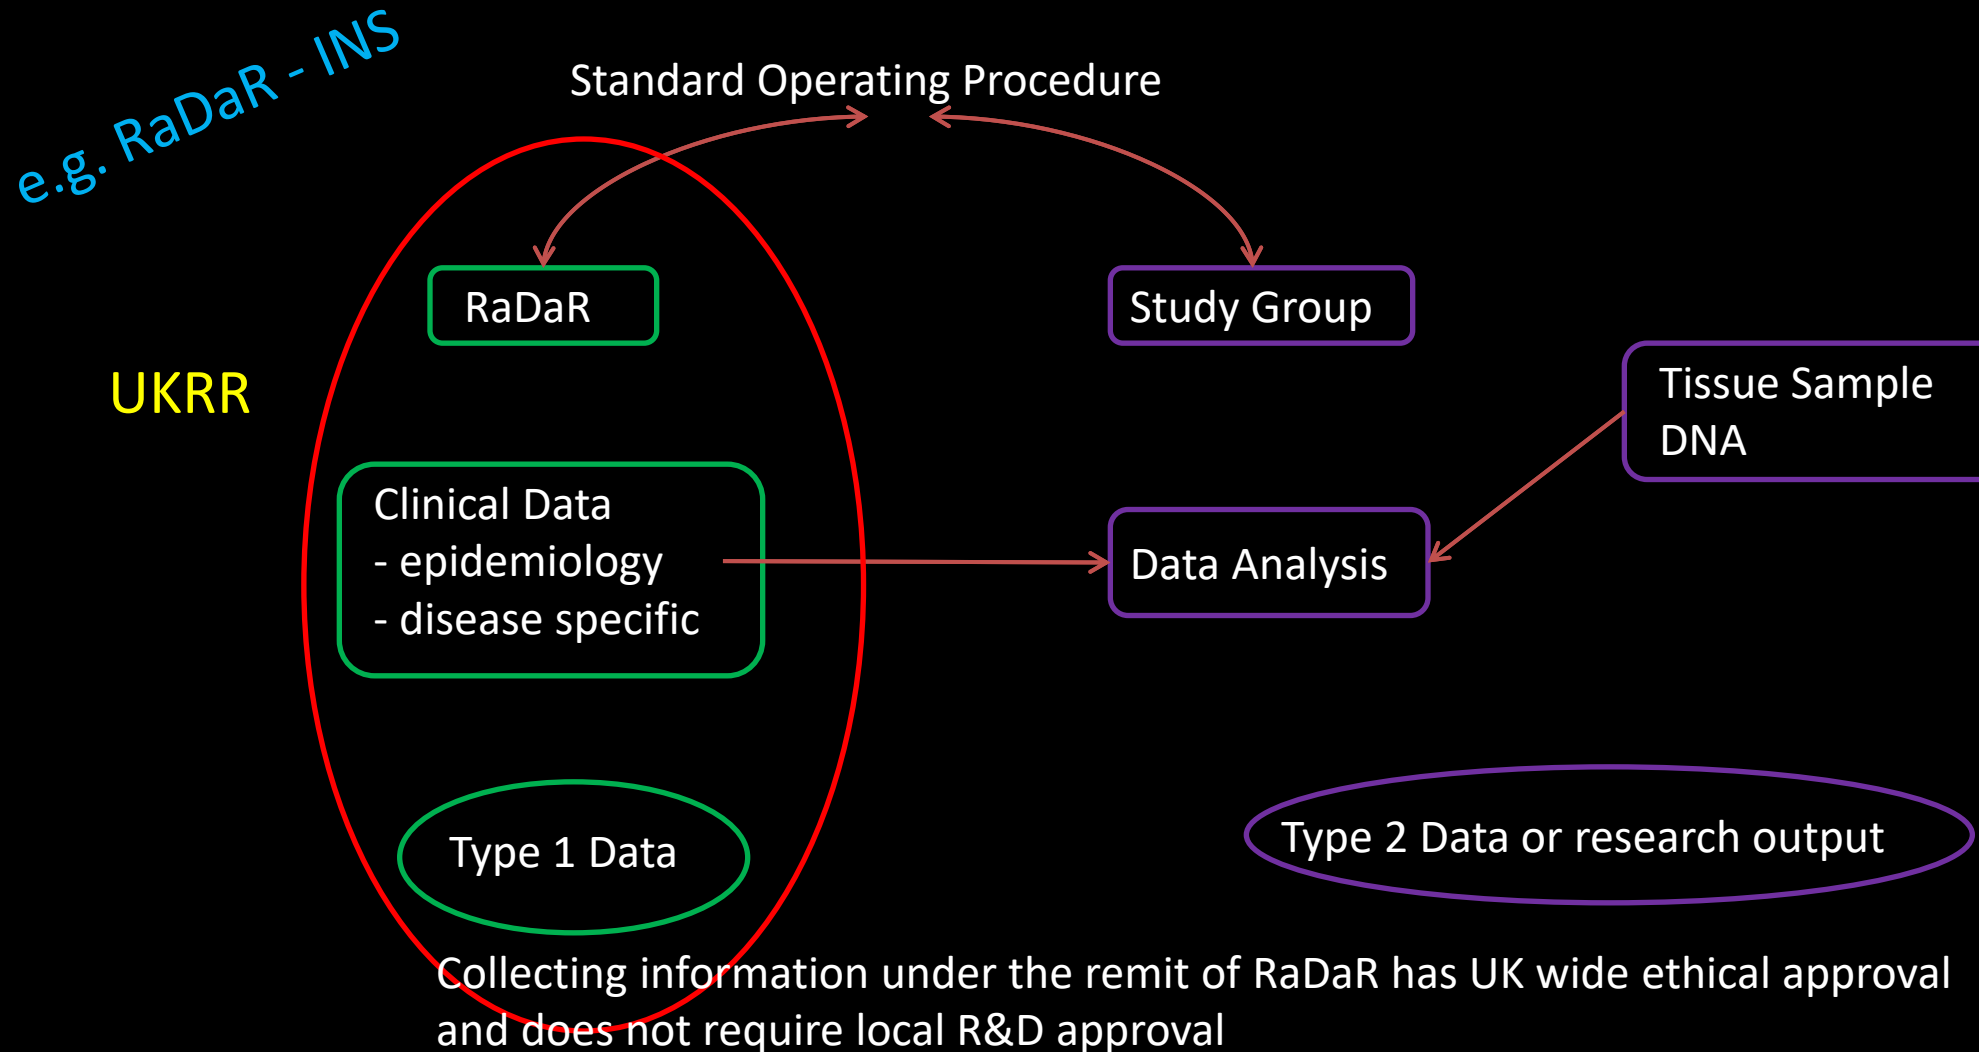 e.g. RaDaR - INS
Standard Operating Procedure
RaDaR
Study Group
UKRR
Tissue Sample
DNA
Clinical Data
- epidemiology
- disease specific
Data Analysis
Type 1 Data
Type 2 Data or research output
Collecting information under the remit of RaDaR has UK wide ethical approval
and does not require local R&D approval